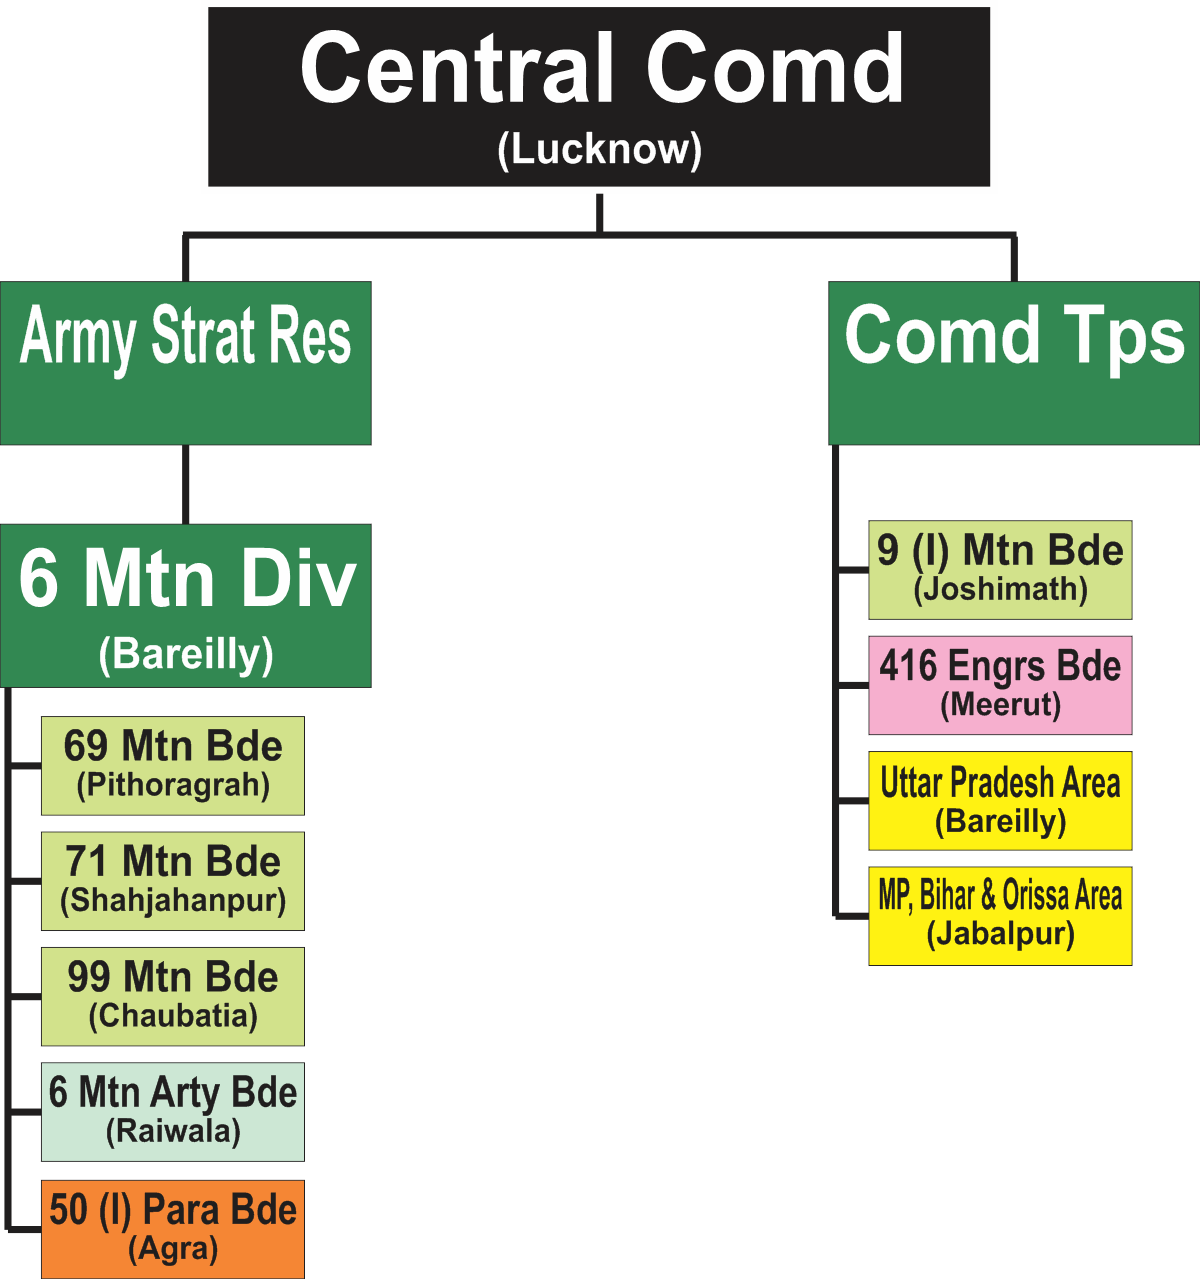 Central Comd
(Lucknow)
Army Strat Res
6 Mtn Div
(Bareilly)
69 Mtn Bde
(Pithoragrah)
71 Mtn Bde
(Shahjahanpur)
99 Mtn Bde
(Chaubatia)
6 Mtn Arty Bde
(Raiwala)
50 (I) Para Bde
(Agra)
Comd Tps
9 (I) Mtn Bde
(Joshimath)
416 Engrs Bde
(Meerut)
Uttar Pradesh Area
(Bareilly)
MP, Bihar & Orissa Area
(Jabalpur)